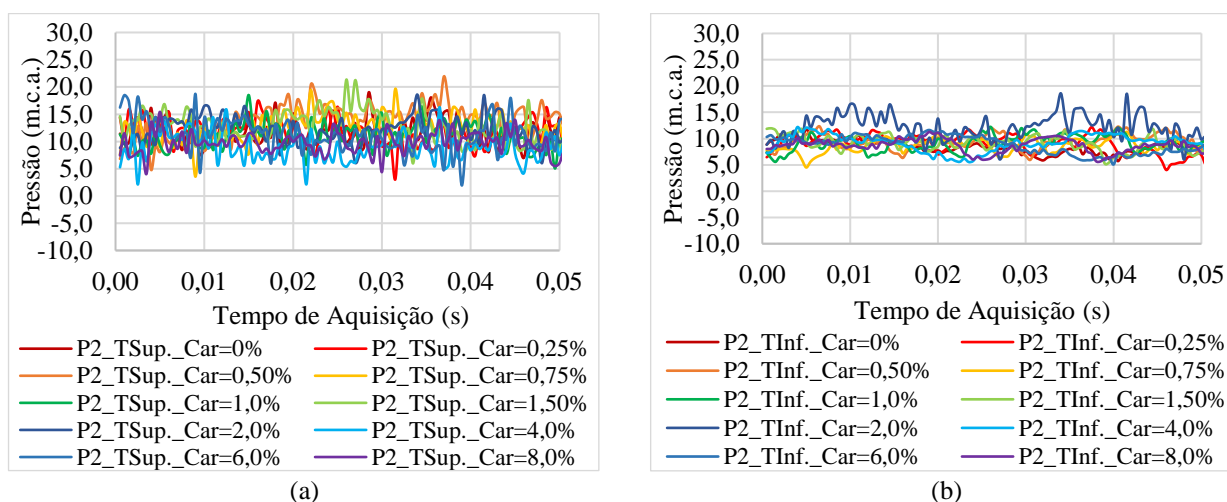 30,0
25,0
20,0
15,0
10,0
5,0
0,0
-5,0
-10,0
Pressão (m.c.a.)
0,00 0,01 0,02 0,03 0,04 0,05
Tempo de Aquisição (s)
P2_TSup._Car=0% P2_TSup._Car=0,25%
P2_TSup._Car=0,50% P2_TSup._Car=0,75%
P2_TSup._Car=1,0% P2_TSup._Car=1,50%
P2_TSup._Car=2,0% P2_TSup._Car=4,0%
P2_TSup._Car=6,0% P2_TSup._Car=8,0%
(a)
30,0
25,0
20,0
15,0
10,0
5,0
0,0
-5,0
-10,0
Pressão (m.c.a.)
0,00 0,01 0,02 0,03 0,04 0,05
Tempo de Aquisição (s)
P2_TInf._Car=0% P2_TInf._Car=0,25%
P2_TInf._Car=0,50% P2_TInf._Car=0,75%
P2_TInf._Car=1,0% P2_TInf._Car=1,50%
P2_TInf._Car=2,0% P2_TInf._Car=4,0%
P2_TInf._Car=6,0% P2_TInf._Car=8,0%
(b)